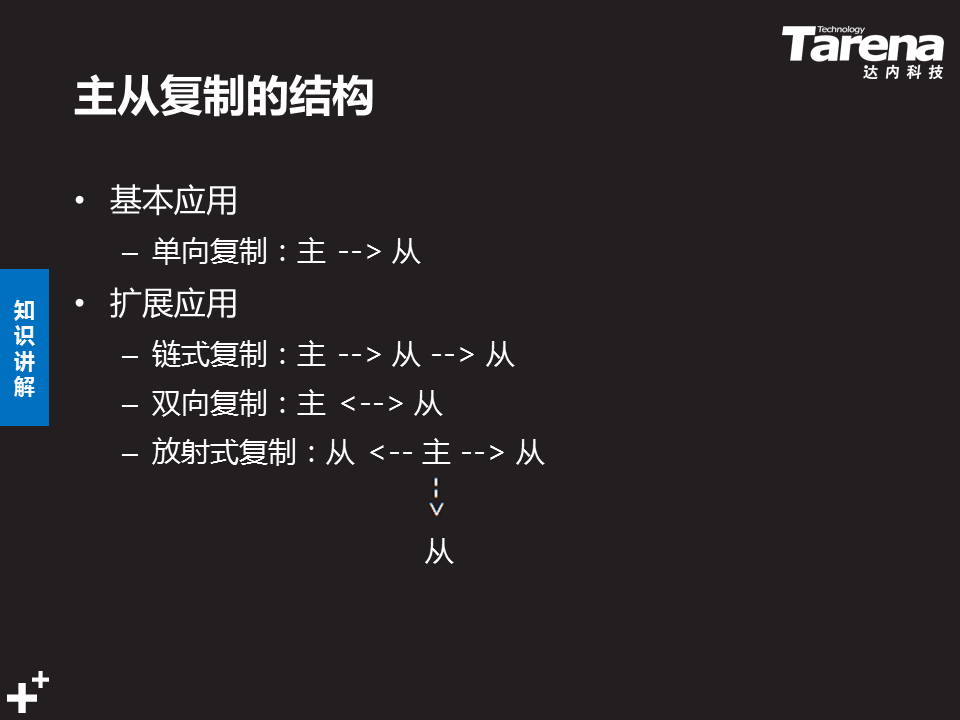 Technology
Tarena
达内科技
主从复制的结构
• 基本应用
– 单向复制：主 --> 从
• 扩展应用
– 链式复制：主 --> 从 --> 从
– 双向复制：主 <--> 从
– 放射式复制：从 <-- 主 --> 从
从
知识讲解